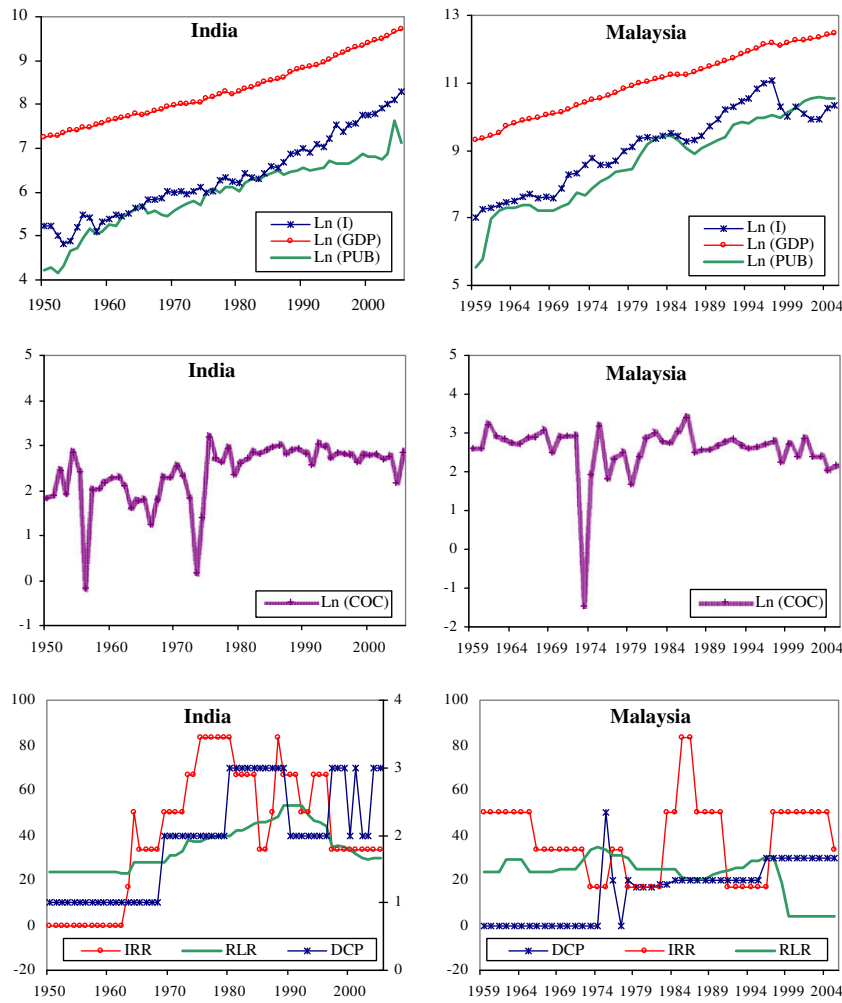 India
10
9
8
7
6
5
4
Ln (I)
Ln (GDP)
Ln (PUB)
1950 1960 1970 1980 1990 2000
Malaysia
13
11
9
7
5
Ln (I)
Ln (GDP)
Ln (PUB)
1959 1964 1969 1974 1979 1984 1989 1994 1999 2004
India
5
4
3
2
1
0
-1
Ln (COC)
1950 1960 1970 1980 1990 2000
Malaysia
5
4
3
2
1
0
-1
-2
Ln (COC)
1959 1964 1969 1974 1979 1984 1989 1994 1999 2004
India
100
80
60
40
20
0
-20
4
3
2
1
0
IRR RLR DCP
1950 1960 1970 1980 1990 2000
Malaysia
100
80
60
40
20
0
-20
DCP IRR RLR
1959 1964 1969 1974 1979 1984 1989 1994 1999 2004